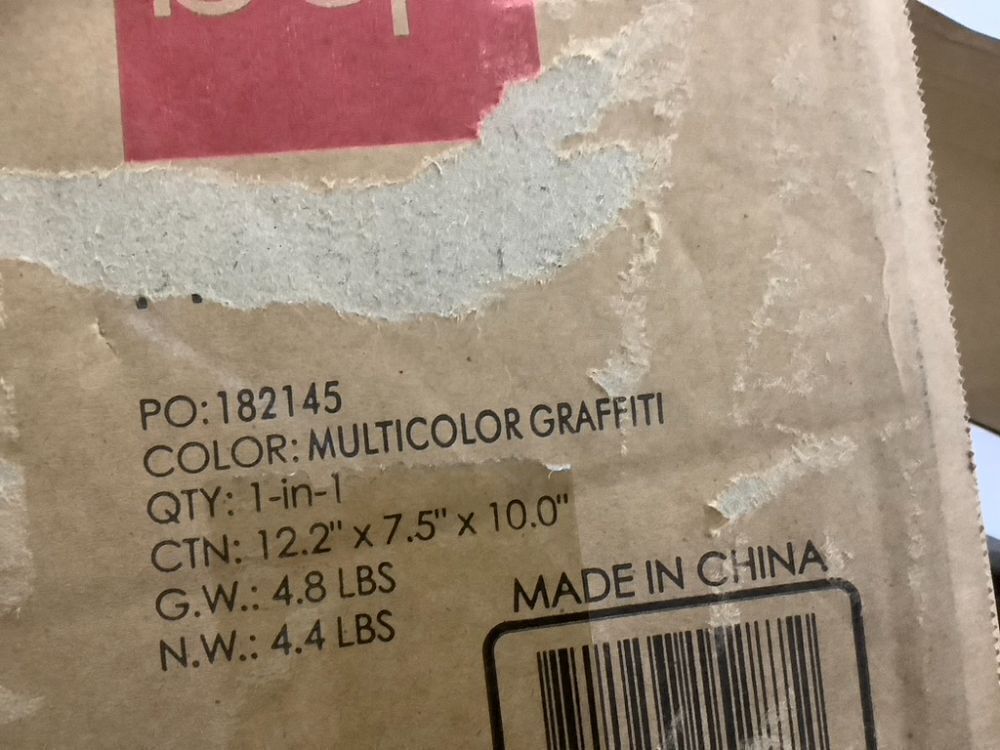 PO:182145
COLOR: MULTICOLOR GRAFFITI
QTY: 1-in-1
CTN: 12.2" x 7.5" x 10.0"
G.W.: 4.8 LBS
N.W.: 4.4 LBS
MADE IN CHINA